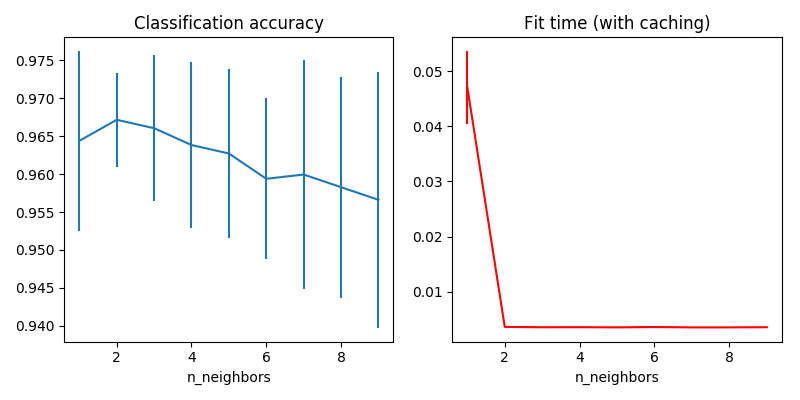 Classification accuracy
0.975
0.970
0.965
0.960
0.955
0.950
0.945
0.940
2 4 6 8
n_neighbors
Fit time (with caching)
0.05
0.04
0.03
0.02
0.01
2 4 6 8
n_neighbors